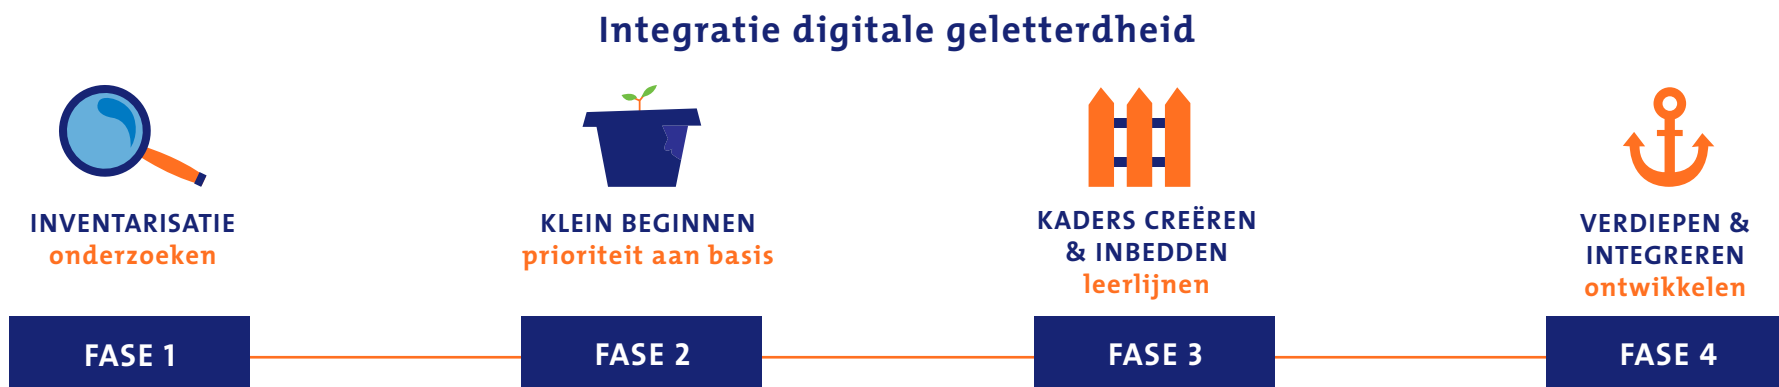 Integratie digitale geletterdheid
INVENTARISATIE
onderzoeken
FASE 1
KLEIN BEGINNEN
prioriteit aan basis
FASE 2
KADERS CREËREN
& INBEDDEN
leerlijnen
FASE 3
VERDIEPEN &
INTEGREREN
ontwikkelen
FASE 4